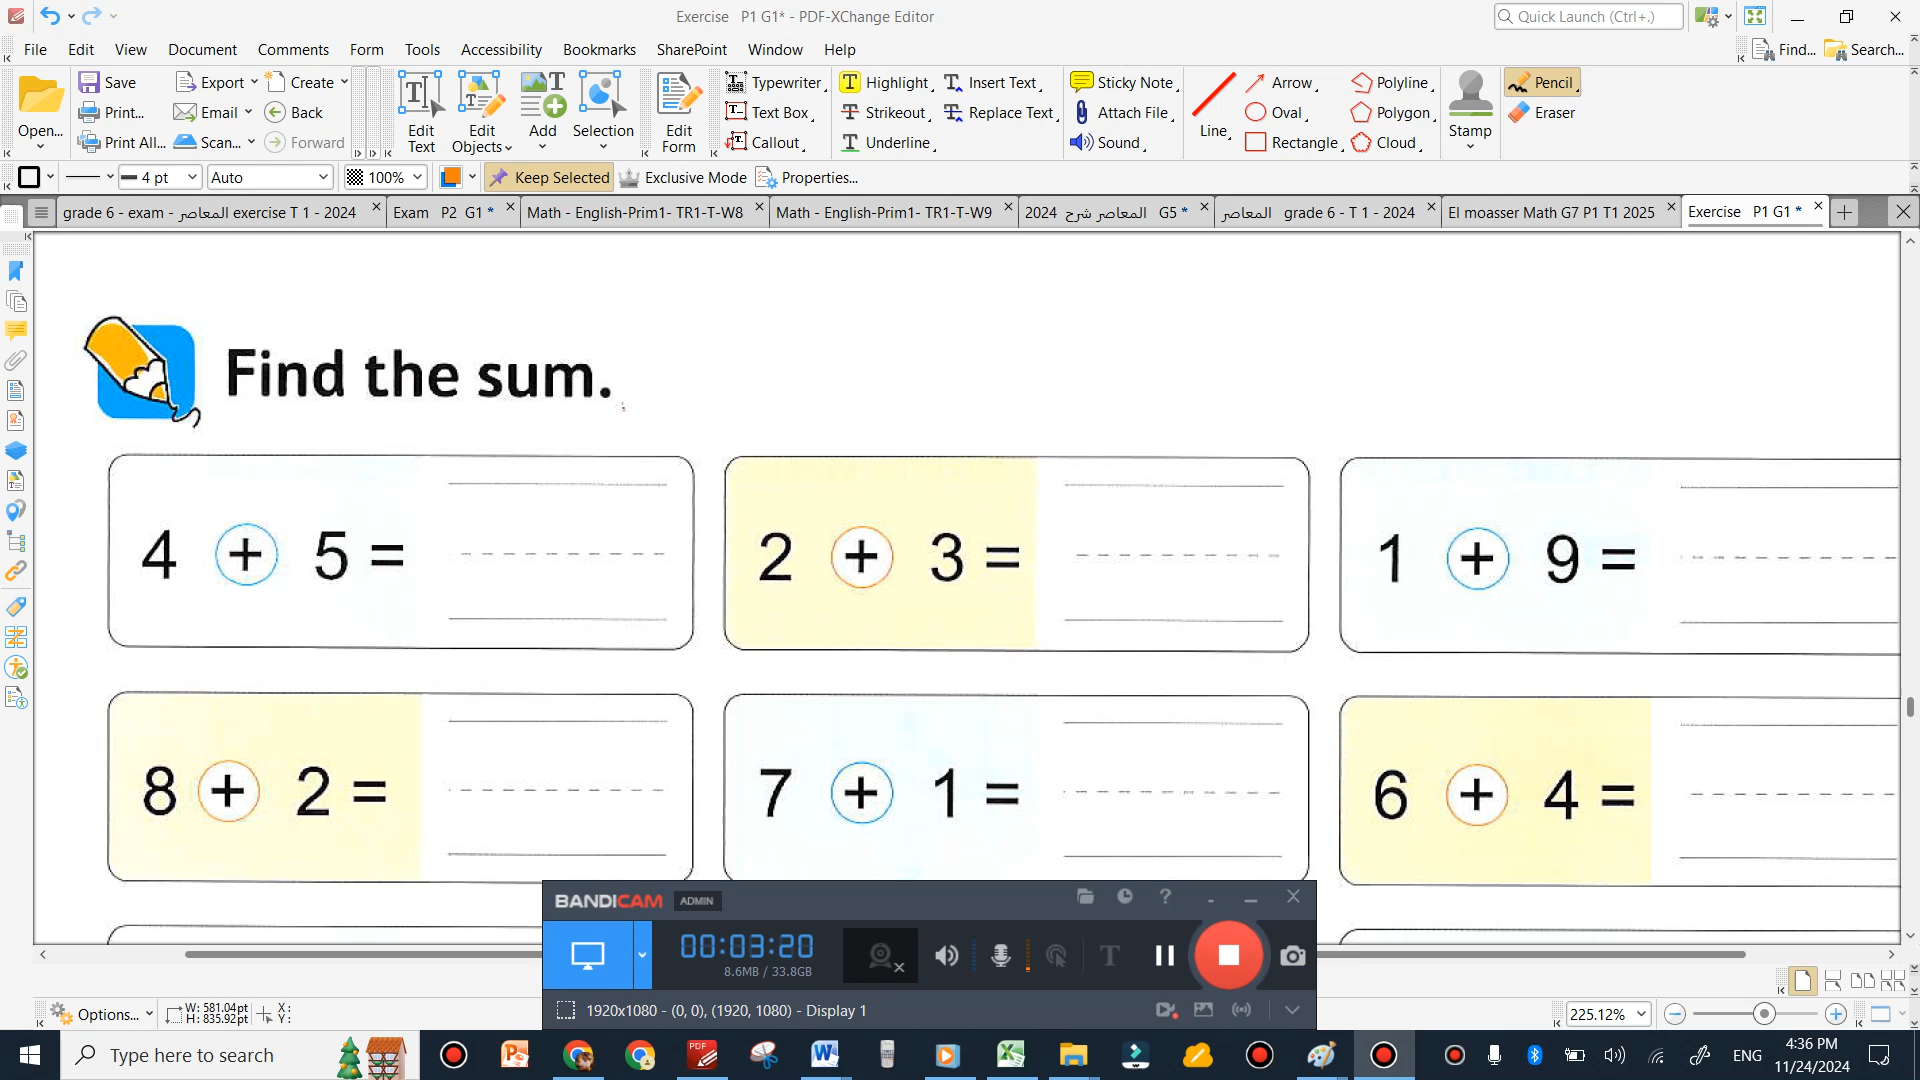 Exercise P1 G1* - PDF-XChange Editor
Quick Launch (Ctrl+.)
File Edit View Document Comments Form Tools Accessibility Bookmarks SharePoint Window Help
Find... Search...
Open...
Save
Print...
Print All...
Export
Email
Scan...
Create
Back
Forward
Edit Text
Edit Objects
Add
Selection
Edit Form
Typewriter
Text Box
Callout
Highlight
Strikeout
Underline
Insert Text
Replace Text
Sticky Note
Attach File
Sound
Line
Arrow
Oval
Rectangle
Polyline
Polygon
Cloud
Stamp
Pencil
Eraser
4 pt
Auto
100%
Keep Selected
Exclusive Mode
Properties...
grade 6 - exam - المعاصر exercise T 1 - 2024
Exam P2 G1 *
Math - English-Prim1- TR1-T-W8
Math - English-Prim1- TR1-T-W9
2024 المعاصر شرح G5 *
المعاصر grade 6 - T 1 - 2024
El moasser Math G7 P1 T1 2025
Exercise P1 G1 *
Find the sum.
4 + 5 =
2 + 3 =
1 + 9 =
8 + 2 =
7 + 1 =
6 + 4 =
BANDICAM ADMIN
00:03:20
8.6MB / 33.8GB
1920x1080 - (0, 0), (1920, 1080) - Display 1
Options...
W: 581.04pt
H: 835.92pt
X:
Y:
225.12%
Type here to search
PDF
ENG
4:36 PM
11/24/2024